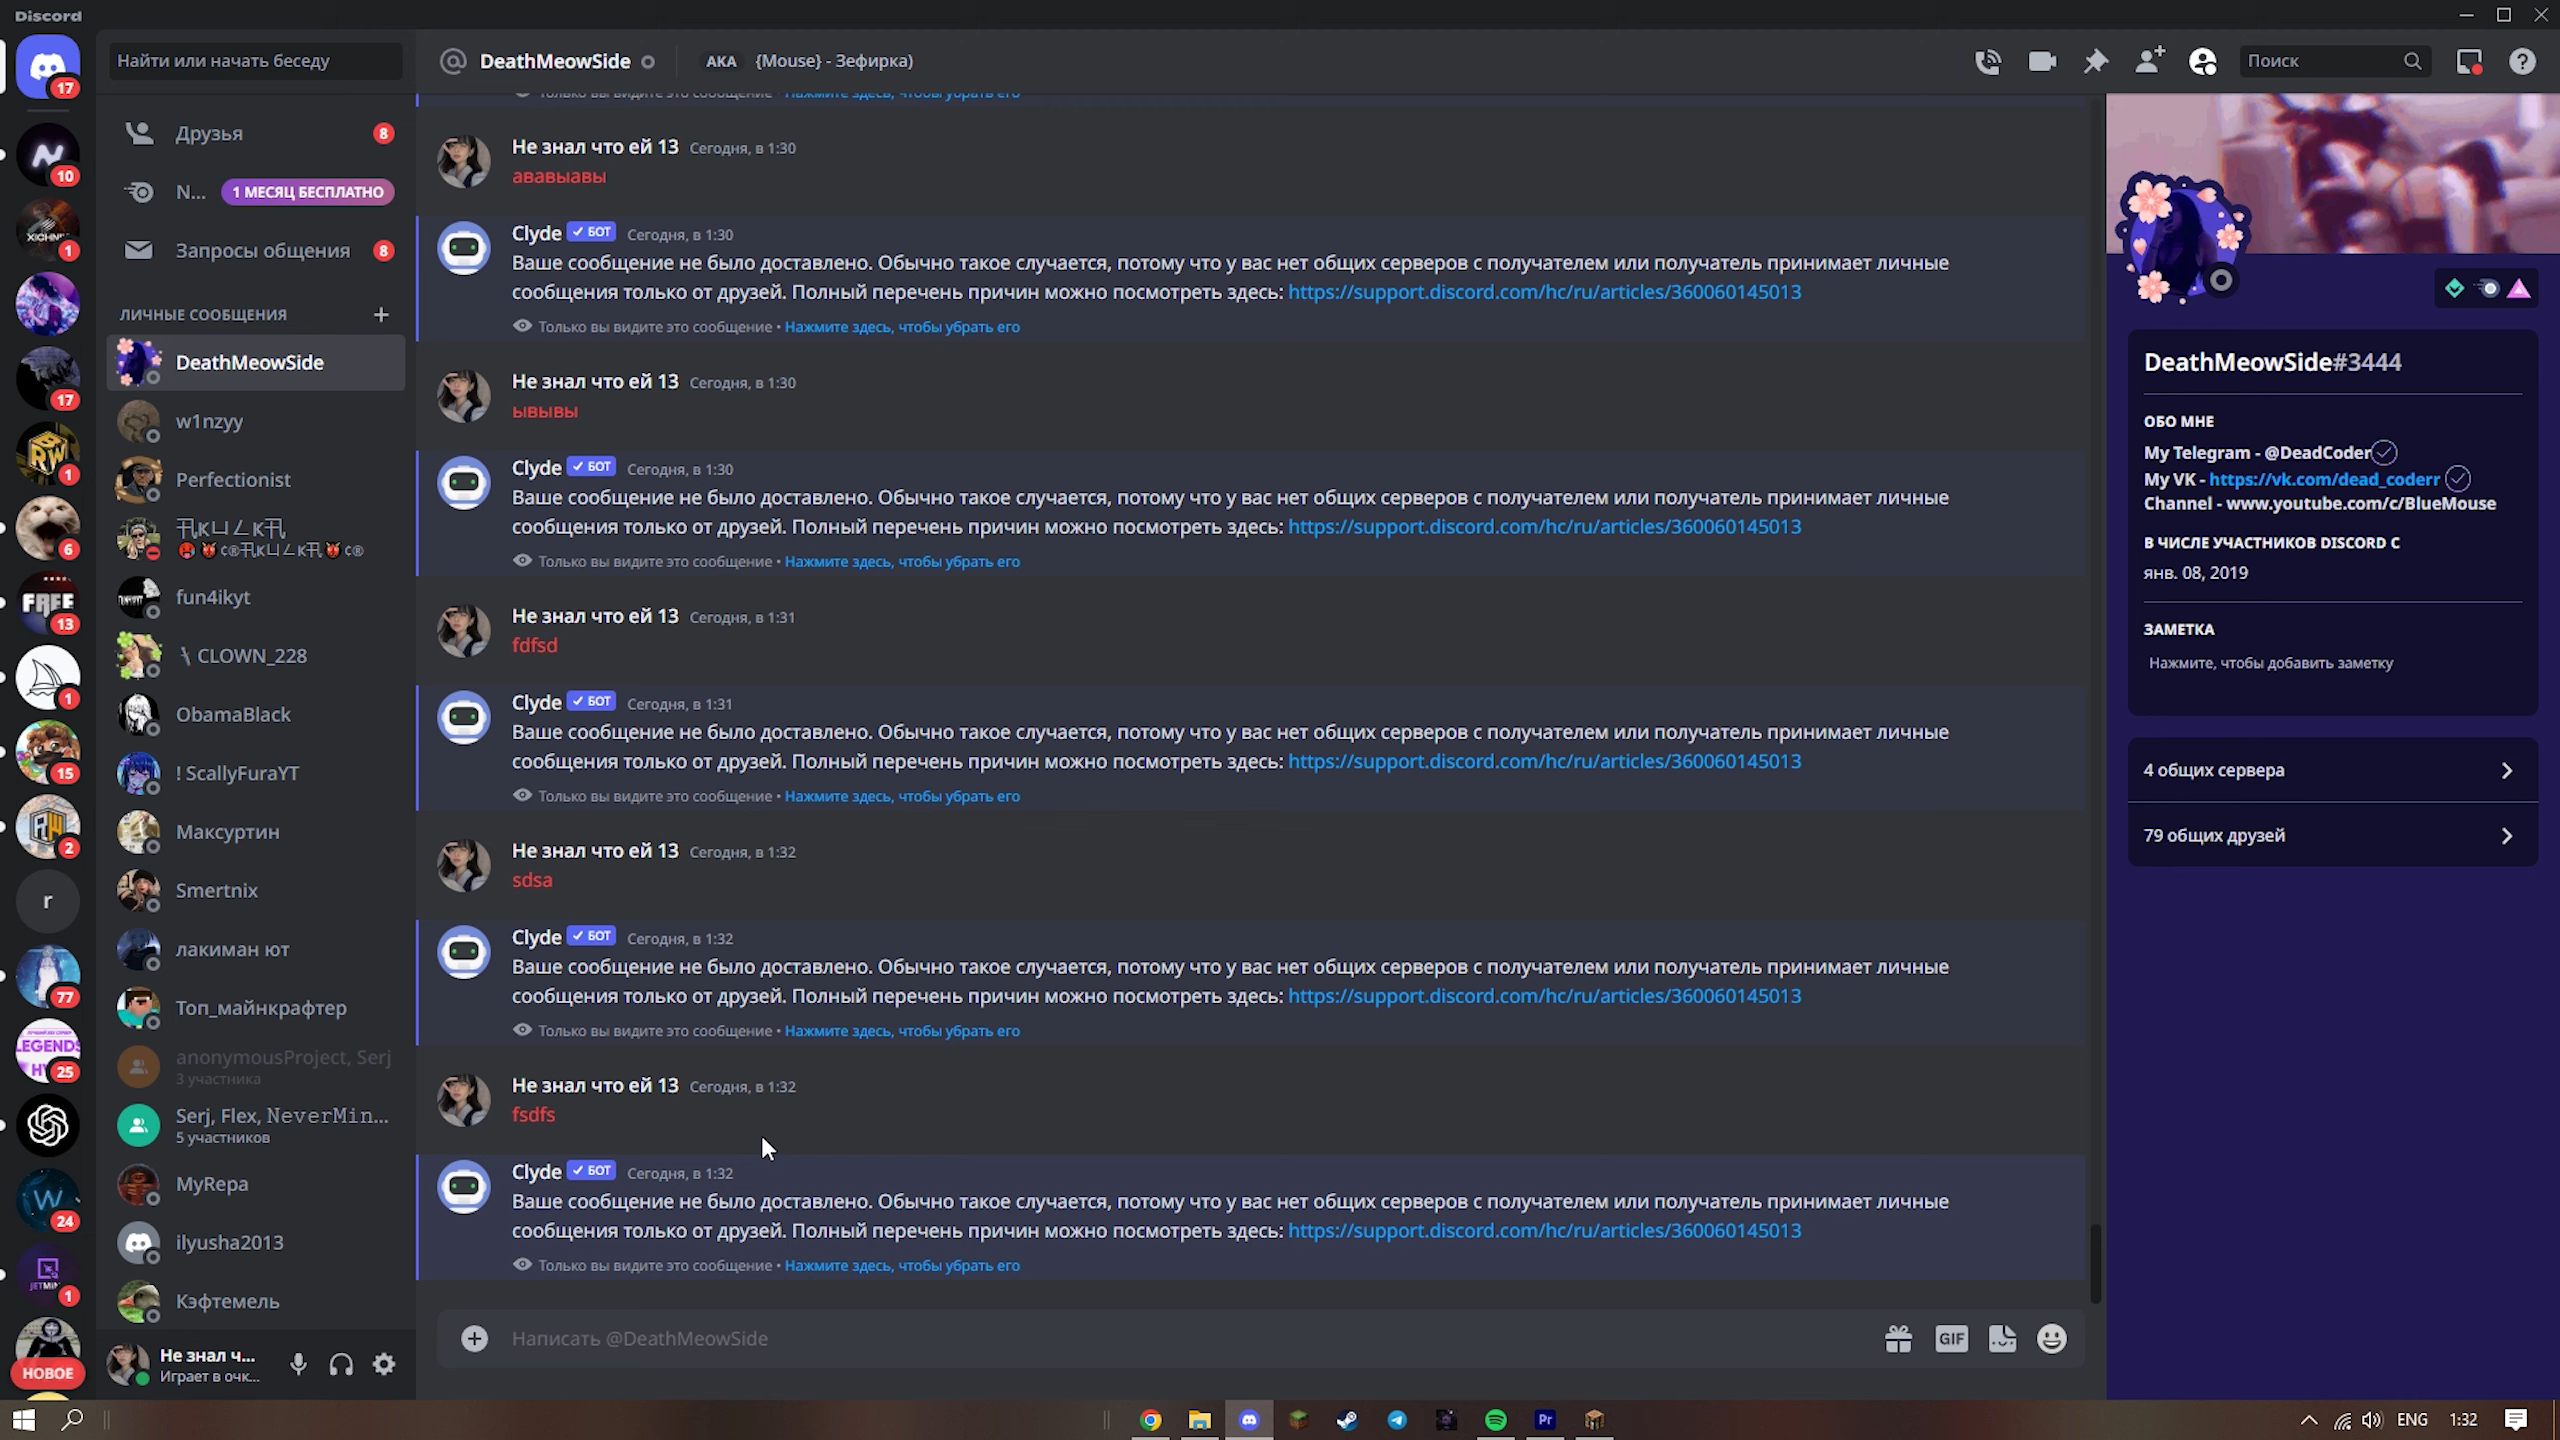 Discord
Найти или начать беседу
DeathMeowSide
AKA
{Mouse} - Зефирка)
Поиск
17
10
XICHN
1
17
1
6
FREE
13
1
15
2
r
77
LEGENDS
25
W
24
1
НОВОЕ
Друзья
8
N...
1 МЕСЯЦ БЕСПЛАТНО
Запросы общения
8
ЛИЧНЫЕ СООБЩЕНИЯ
DeathMeowSide
w1nzyy
Perfectionist
fun4ikyt
CLOWN_228
ObamaBlack
! ScallyFuraYT
Максуртин
Smertnix
лакиман ют
Топ_майнкрафтер
anonymousProject, Serj
3 участника
Serj, Flex, NeverMin...
5 участников
MyRepa
ilyusha2013
Кэфтемель
Не знал ч...
Играет в очк...
Только вы видите это сообщение • Нажмите здесь, чтобы убрать его
Не знал что ей 13 Сегодня, в 1:30
ававыавы
Clyde БОТ Сегодня, в 1:30
Ваше сообщение не было доставлено. Обычно такое случается, потому что у вас нет общих серверов с получателем или получатель принимает личные
сообщения только от друзей. Полный перечень причин можно посмотреть здесь: https://support.discord.com/hc/ru/articles/360060145013
Только вы видите это сообщение • Нажмите здесь, чтобы убрать его
Не знал что ей 13 Сегодня, в 1:30
ывывы
Clyde БОТ Сегодня, в 1:30
Ваше сообщение не было доставлено. Обычно такое случается, потому что у вас нет общих серверов с получателем или получатель принимает личные
сообщения только от друзей. Полный перечень причин можно посмотреть здесь: https://support.discord.com/hc/ru/articles/360060145013
Только вы видите это сообщение • Нажмите здесь, чтобы убрать его
Не знал что ей 13 Сегодня, в 1:31
fdfsd
Clyde БОТ Сегодня, в 1:31
Ваше сообщение не было доставлено. Обычно такое случается, потому что у вас нет общих серверов с получателем или получатель принимает личные
сообщения только от друзей. Полный перечень причин можно посмотреть здесь: https://support.discord.com/hc/ru/articles/360060145013
Только вы видите это сообщение • Нажмите здесь, чтобы убрать его
Не знал что ей 13 Сегодня, в 1:32
sdsa
Clyde БОТ Сегодня, в 1:32
Ваше сообщение не было доставлено. Обычно такое случается, потому что у вас нет общих серверов с получателем или получатель принимает личные
сообщения только от друзей. Полный перечень причин можно посмотреть здесь: https://support.discord.com/hc/ru/articles/360060145013
Только вы видите это сообщение • Нажмите здесь, чтобы убрать его
Не знал что ей 13 Сегодня, в 1:32
fsdfs
Clyde БОТ Сегодня, в 1:32
Ваше сообщение не было доставлено. Обычно такое случается, потому что у вас нет общих серверов с получателем или получатель принимает личные
сообщения только от друзей. Полный перечень причин можно посмотреть здесь: https://support.discord.com/hc/ru/articles/360060145013
Только вы видите это сообщение • Нажмите здесь, чтобы убрать его
Написать @DeathMeowSide
GIF
DeathMeowSide#3444
ОБО МНЕ
My Telegram - @DeadCoder
My VK - https://vk.com/dead_coderr
Channel - www.youtube.com/c/BlueMouse
В ЧИСЛЕ УЧАСТНИКОВ DISCORD С
янв. 08, 2019
ЗАМЕТКА
Нажмите, чтобы добавить заметку
4 общих сервера
79 общих друзей
Pr
ENG
1:32